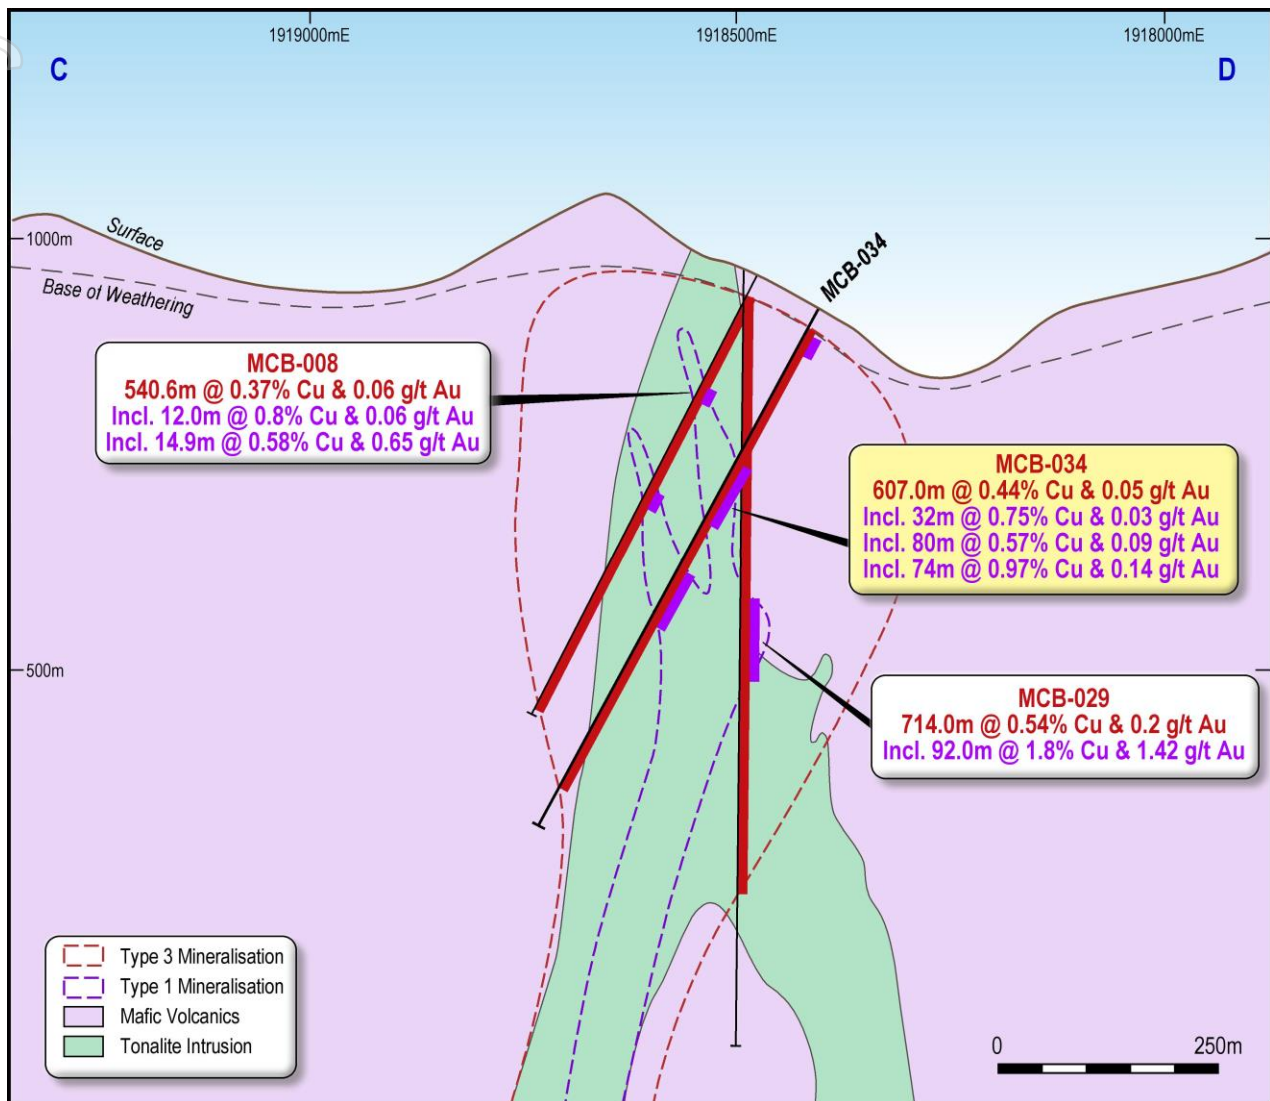 1919000mE
1918500mE
1918000mE
C
D
Surface
1000m
Base of Weathering
MCB-034
MCB-008
540.6m @ 0.37% Cu & 0.06 g/t Au
Incl. 12.0m @ 0.8% Cu & 0.06 g/t Au
Incl. 14.9m @ 0.58% Cu & 0.65 g/t Au
MCB-034
607.0m @ 0.44% Cu & 0.05 g/t Au
Incl. 32m @ 0.75% Cu & 0.03 g/t Au
Incl. 80m @ 0.57% Cu & 0.09 g/t Au
Incl. 74m @ 0.97% Cu & 0.14 g/t Au
500m
MCB-029
714.0m @ 0.54% Cu & 0.2 g/t Au
Incl. 92.0m @ 1.8% Cu & 1.42 g/t Au
Type 3 Mineralisation
Type 1 Mineralisation
Mafic Volcanics
Tonalite Intrusion
0
250m